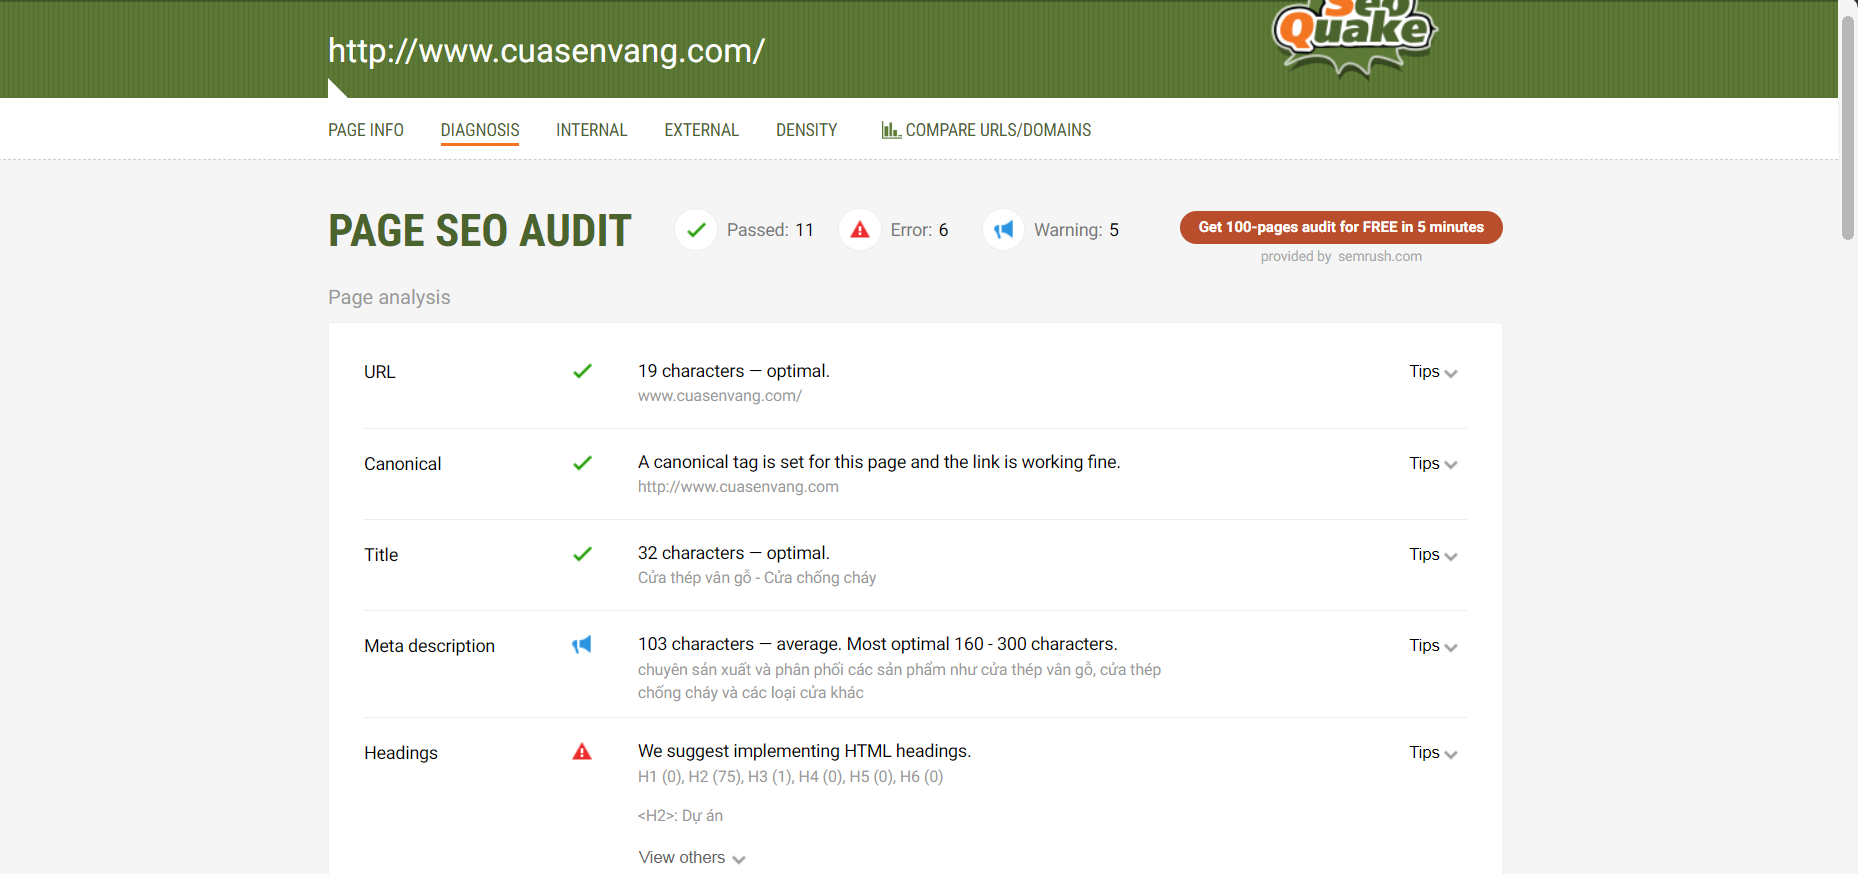 Seo
Quake
http://www.cuasenvang.com/
PAGE INFO DIAGNOSIS INTERNAL EXTERNAL DENSITY COMPARE URLS/DOMAINS
PAGE SEO AUDIT Passed: 11 Error: 6 Warning: 5 Get 100-pages audit for FREE in 5 minutes
provided by semrush.com
Page analysis
URL 19 characters — optimal. Tips
www.cuasenvang.com/
Canonical A canonical tag is set for this page and the link is working fine. Tips
http://www.cuasenvang.com
Title 32 characters — optimal. Tips
Cửa thép vân gỗ - Cửa chống cháy
Meta description 103 characters — average. Most optimal 160 - 300 characters. Tips
chuyên sản xuất và phân phối các sản phẩm như cửa thép vân gỗ, cửa thép
chống cháy và các loại cửa khác
Headings We suggest implementing HTML headings. Tips
H1 (0), H2 (75), H3 (1), H4 (0), H5 (0), H6 (0)
<H2>: Dự án
View others